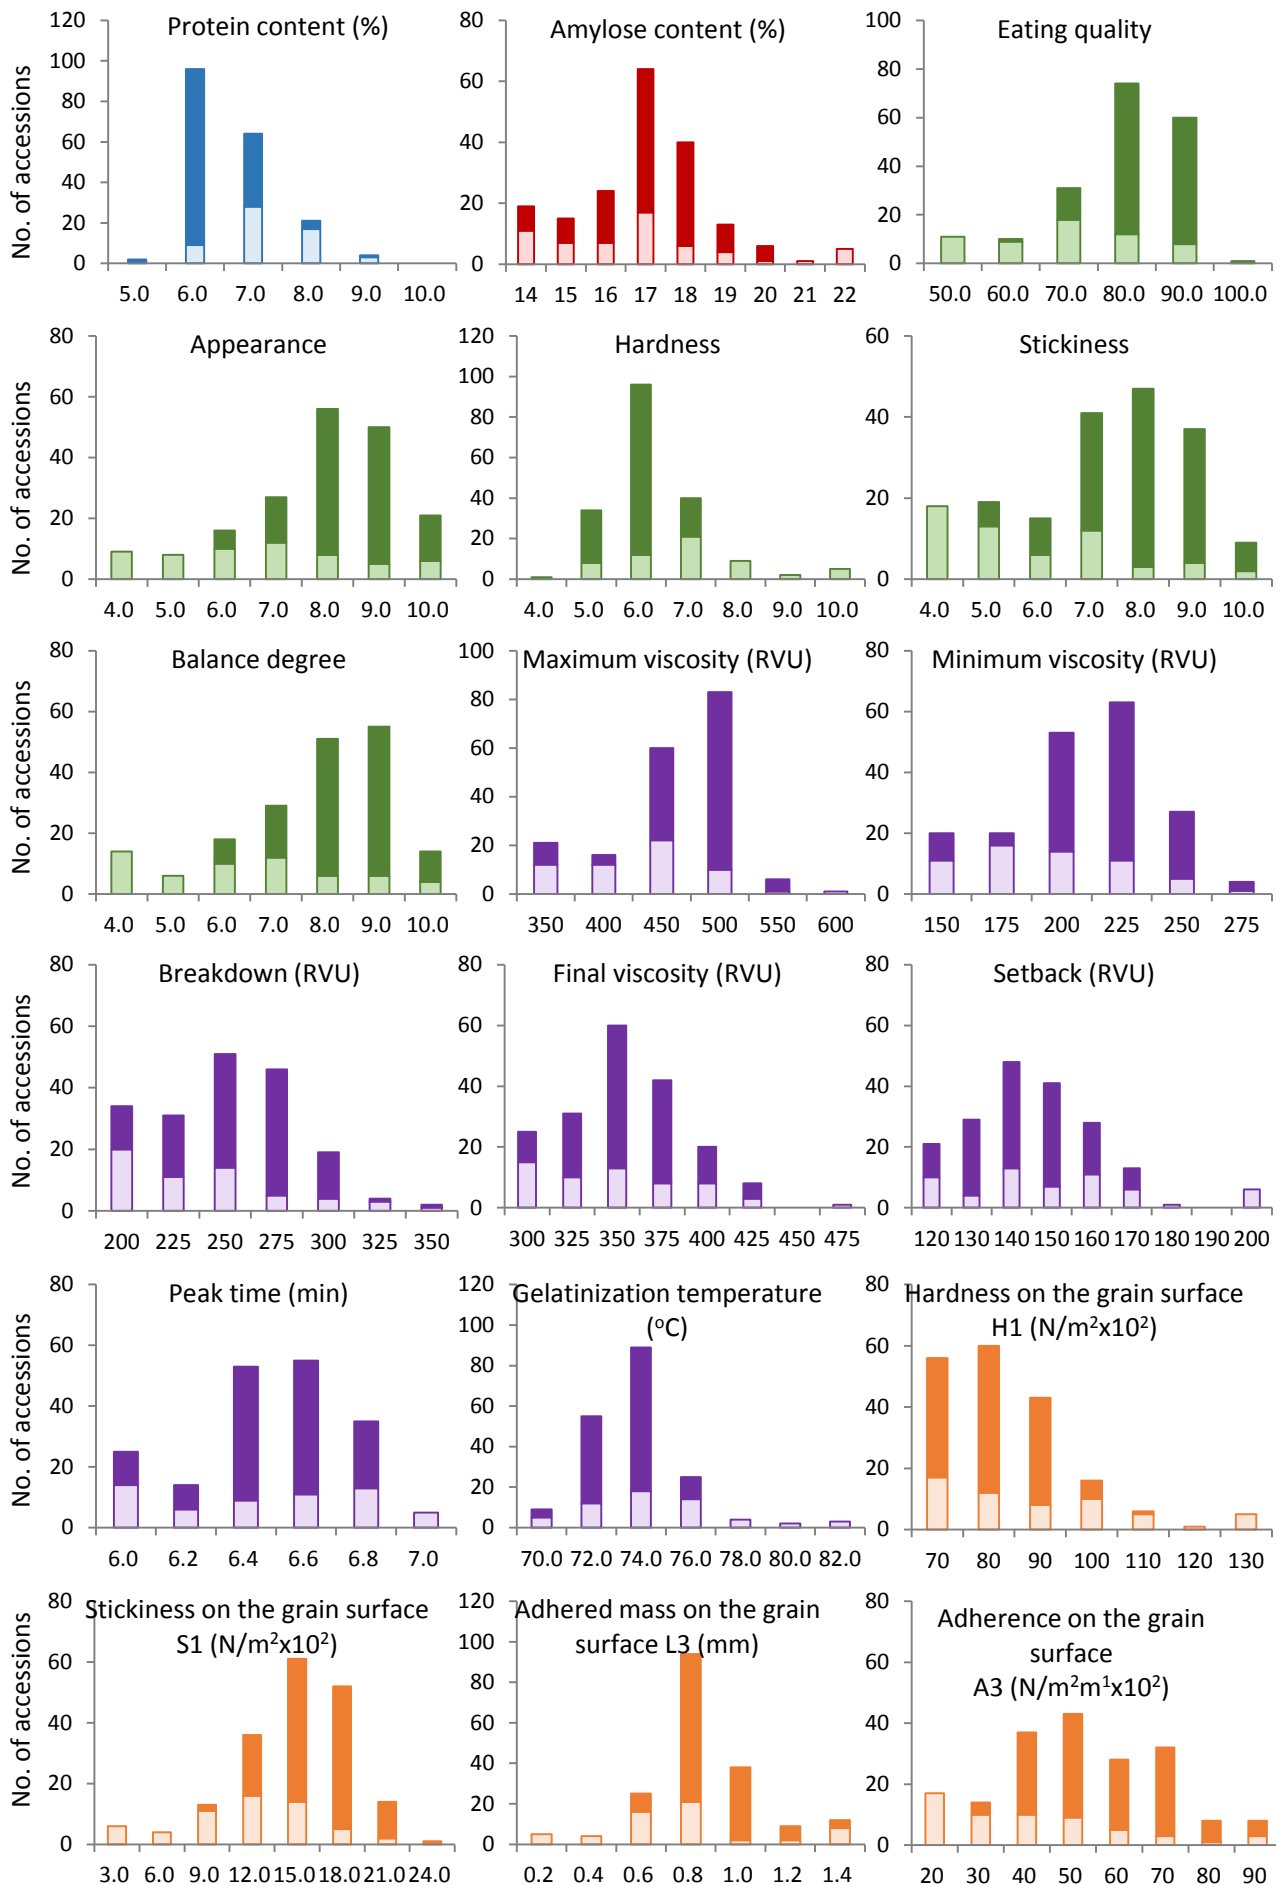 Protein content (%)
No. of accessions
120
100
80
60
40
20
0
5.0 6.0 7.0 8.0 9.0 10.0
Amylose content (%)
80
60
40
20
0
14 15 16 17 18 19 20 21 22
Eating quality
100
80
60
40
20
0
50.0 60.0 70.0 80.0 90.0 100.0
Appearance
No. of accessions
80
60
40
20
0
4.0 5.0 6.0 7.0 8.0 9.0 10.0
Hardness
120
100
80
60
40
20
0
4.0 5.0 6.0 7.0 8.0 9.0 10.0
Stickiness
60
40
20
0
4.0 5.0 6.0 7.0 8.0 9.0 10.0
Balance degree
No. of accessions
80
60
40
20
0
4.0 5.0 6.0 7.0 8.0 9.0 10.0
Maximum viscosity (RVU)
100
80
60
40
20
0
350 400 450 500 550 600
Minimum viscosity (RVU)
80
60
40
20
0
150 175 200 225 250 275
Breakdown (RVU)
No. of accessions
80
60
40
20
0
200 225 250 275 300 325 350
Final viscosity (RVU)
80
60
40
20
0
300 325 350 375 400 425 450 475
Setback (RVU)
80
60
40
20
0
120 130 140 150 160 170 180 190 200
Peak time (min)
No. of accessions
80
60
40
20
0
6.0 6.2 6.4 6.6 6.8 7.0
Gelatinization temperature
(ºC)
120
100
80
60
40
20
0
70.0 72.0 74.0 76.0 78.0 80.0 82.0
Hardness on the grain surface
H1 (N/m²x10²)
80
60
40
20
0
70 80 90 100 110 120 130
Stickiness on the grain surface
S1 (N/m²x10²)
No. of accessions
80
60
40
20
0
3.0 6.0 9.0 12.0 15.0 18.0 21.0 24.0
Adhered mass on the grain
surface L3 (mm)
120
100
80
60
40
20
0
0.2 0.4 0.6 0.8 1.0 1.2 1.4
Adherence on the grain
surface
A3 (N/m²m¹x10²)
80
60
40
20
0
20 30 40 50 60 70 80 90